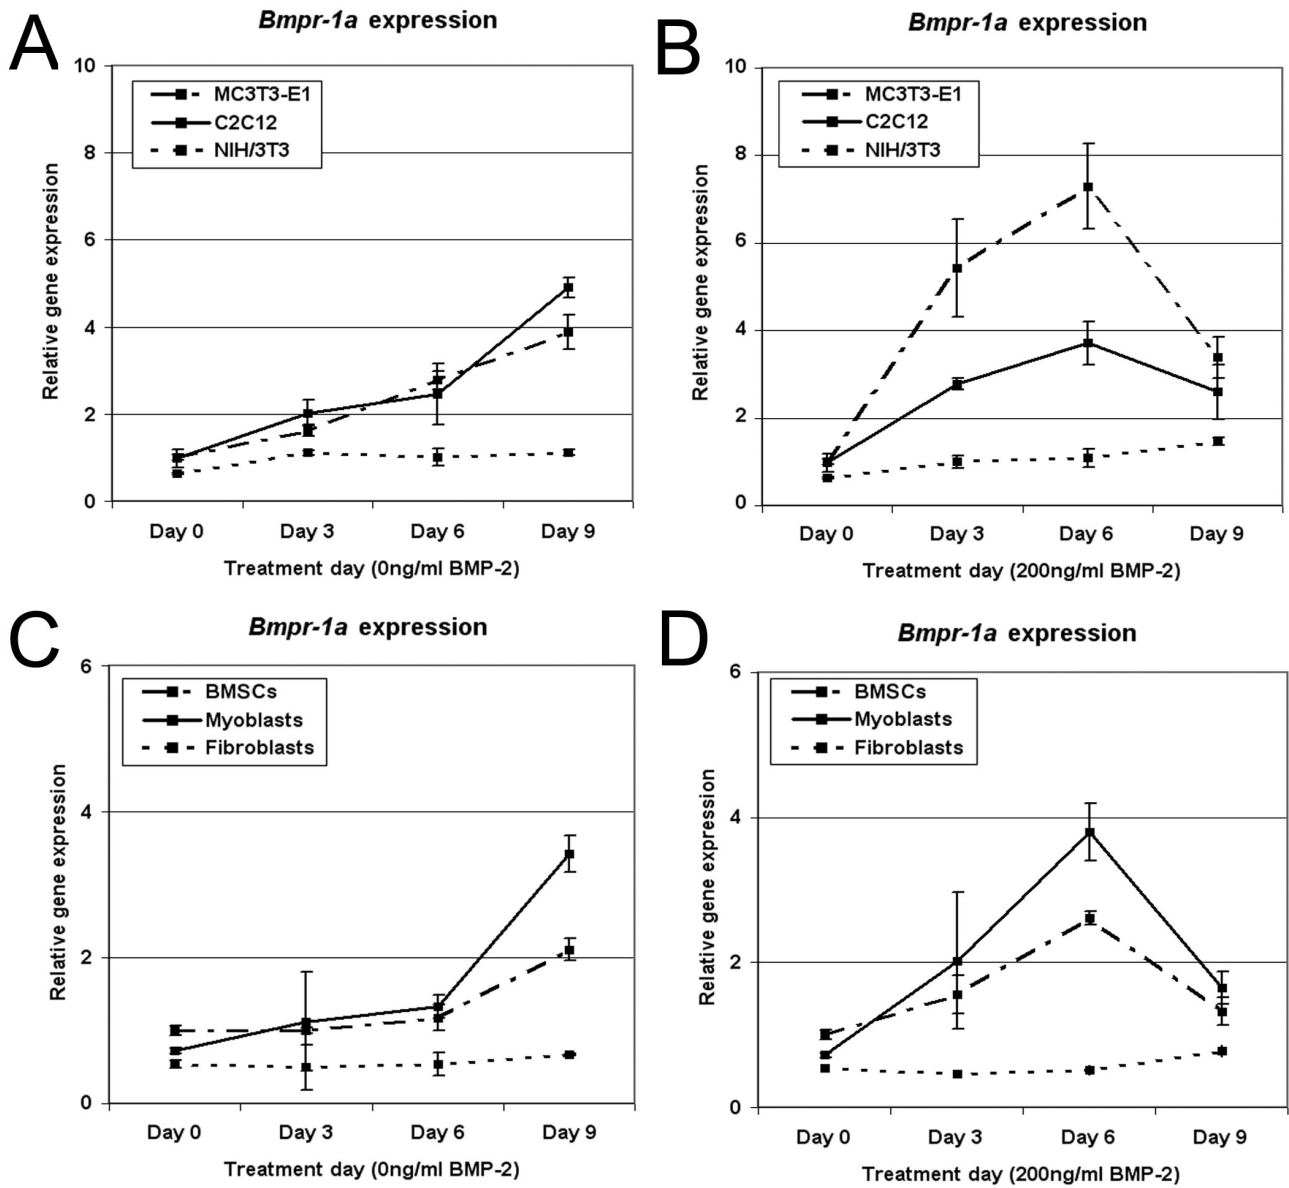 A
Bmpr-1a expression
10
8
6
4
2
0
Relative gene expression
MC3T3-E1
C2C12
NIH/3T3
Day 0 Day 3 Day 6 Day 9
Treatment day (0ng/ml BMP-2)
B
Bmpr-1a expression
10
8
6
4
2
0
Relative gene expression
MC3T3-E1
C2C12
NIH/3T3
Day 0 Day 3 Day 6 Day 9
Treatment day (200ng/ml BMP-2)
C
Bmpr-1a expression
6
4
2
0
Relative gene expression
BMSCs
Myoblasts
Fibroblasts
Day 0 Day 3 Day 6 Day 9
Treatment day (0ng/ml BMP-2)
D
Bmpr-1a expression
6
4
2
0
Relative gene expression
BMSCs
Myoblasts
Fibroblasts
Day 0 Day 3 Day 6 Day 9
Treatment day (200ng/ml BMP-2)